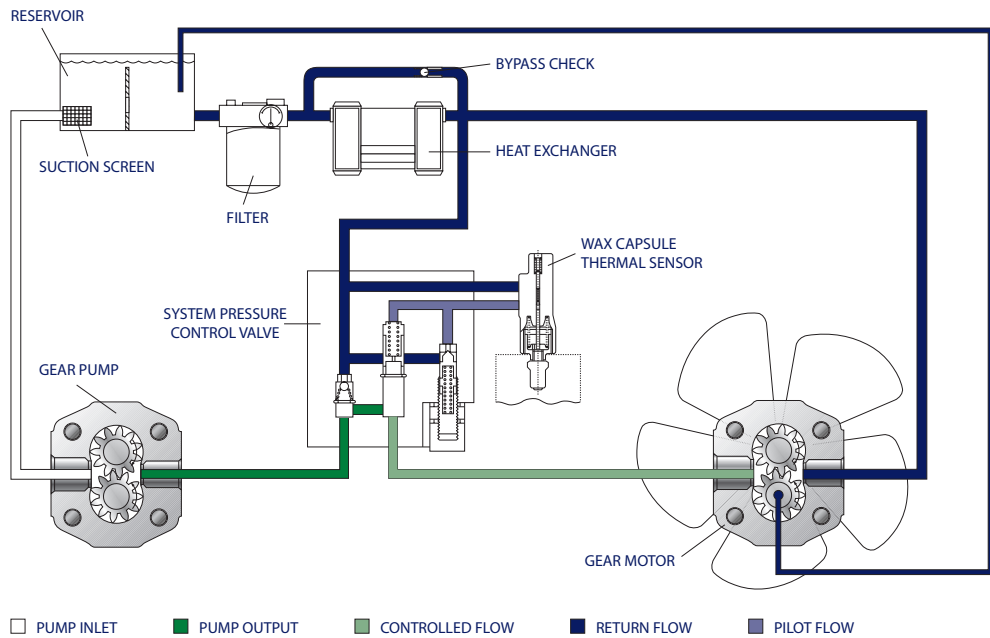 RESERVOIR
BYPASS CHECK
SUCTION SCREEN
HEAT EXCHANGER
FILTER
WAX CAPSULE
THERMAL SENSOR
SYSTEM PRESSURE
CONTROL VALVE
GEAR PUMP
GEAR MOTOR
PUMP INLET
PUMP OUTPUT
CONTROLLED FLOW
RETURN FLOW
PILOT FLOW